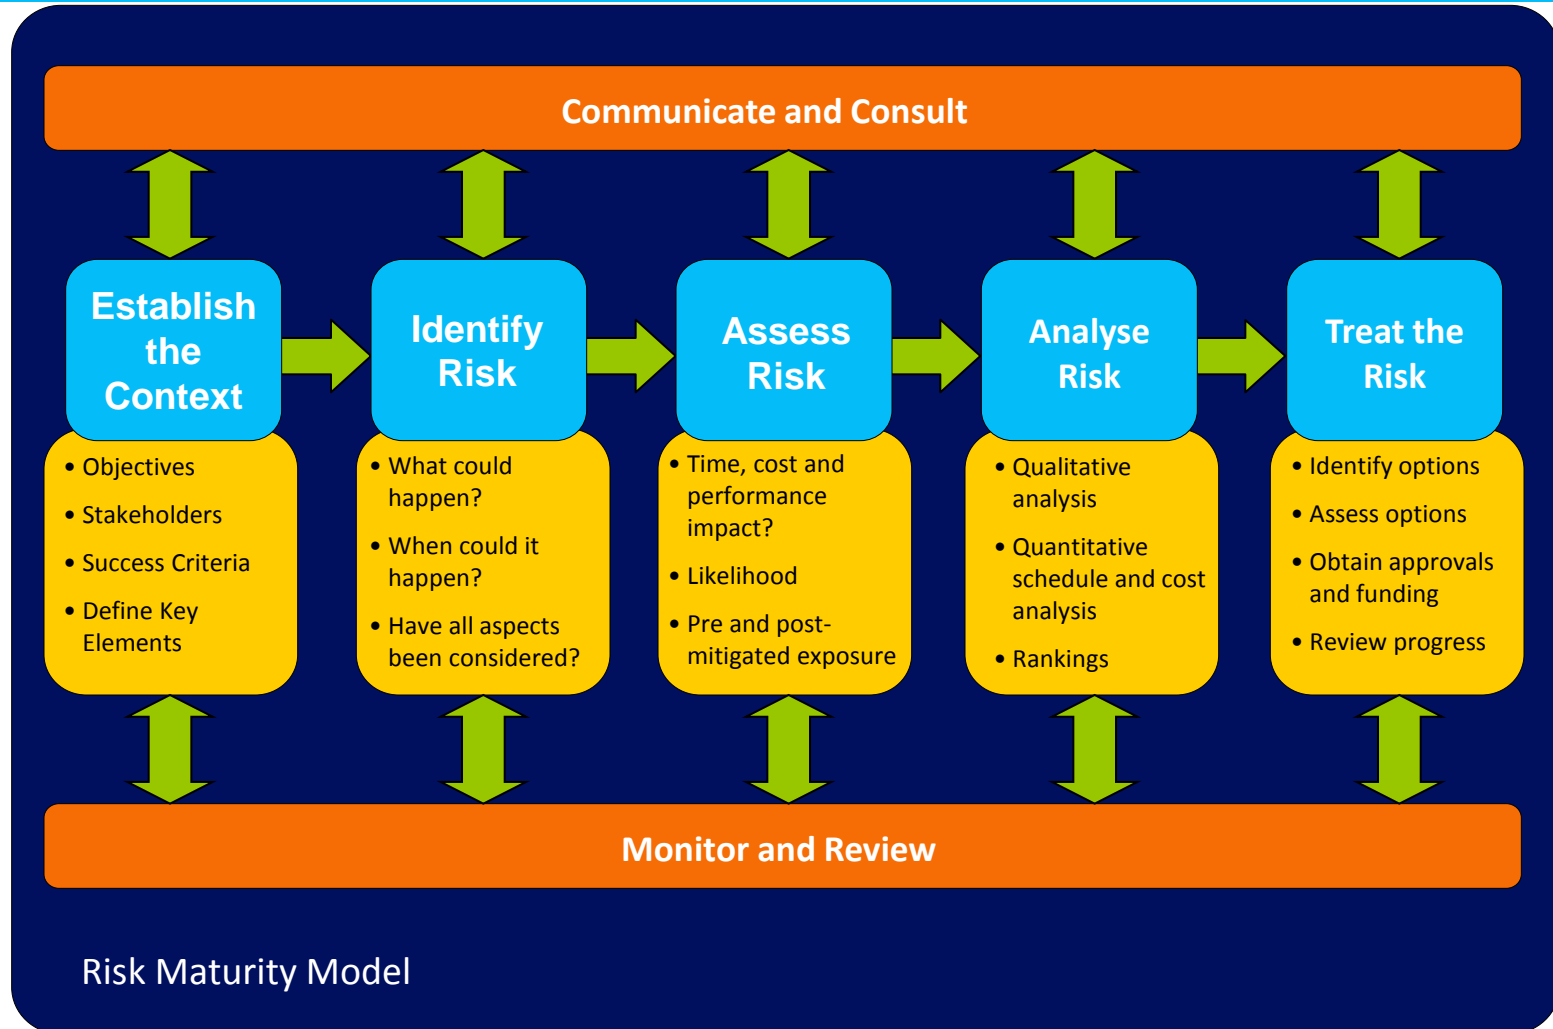 Communicate and Consult
Establish
the
Context
Identify
Risk
Assess
Risk
Analyse
Risk
Treat the
Risk
• Objectives
• Stakeholders
• Success Criteria
• Define Key
Elements
• What could
happen?
• When could it
happen?
• Have all aspects
been considered?
• Time, cost and
performance
impact?
• Likelihood
• Pre and post-
mitigated exposure
• Qualitative
analysis
• Quantitative
schedule and cost
analysis
• Rankings
• Identify options
• Assess options
• Obtain approvals
and funding
• Review progress
Monitor and Review
Risk Maturity Model